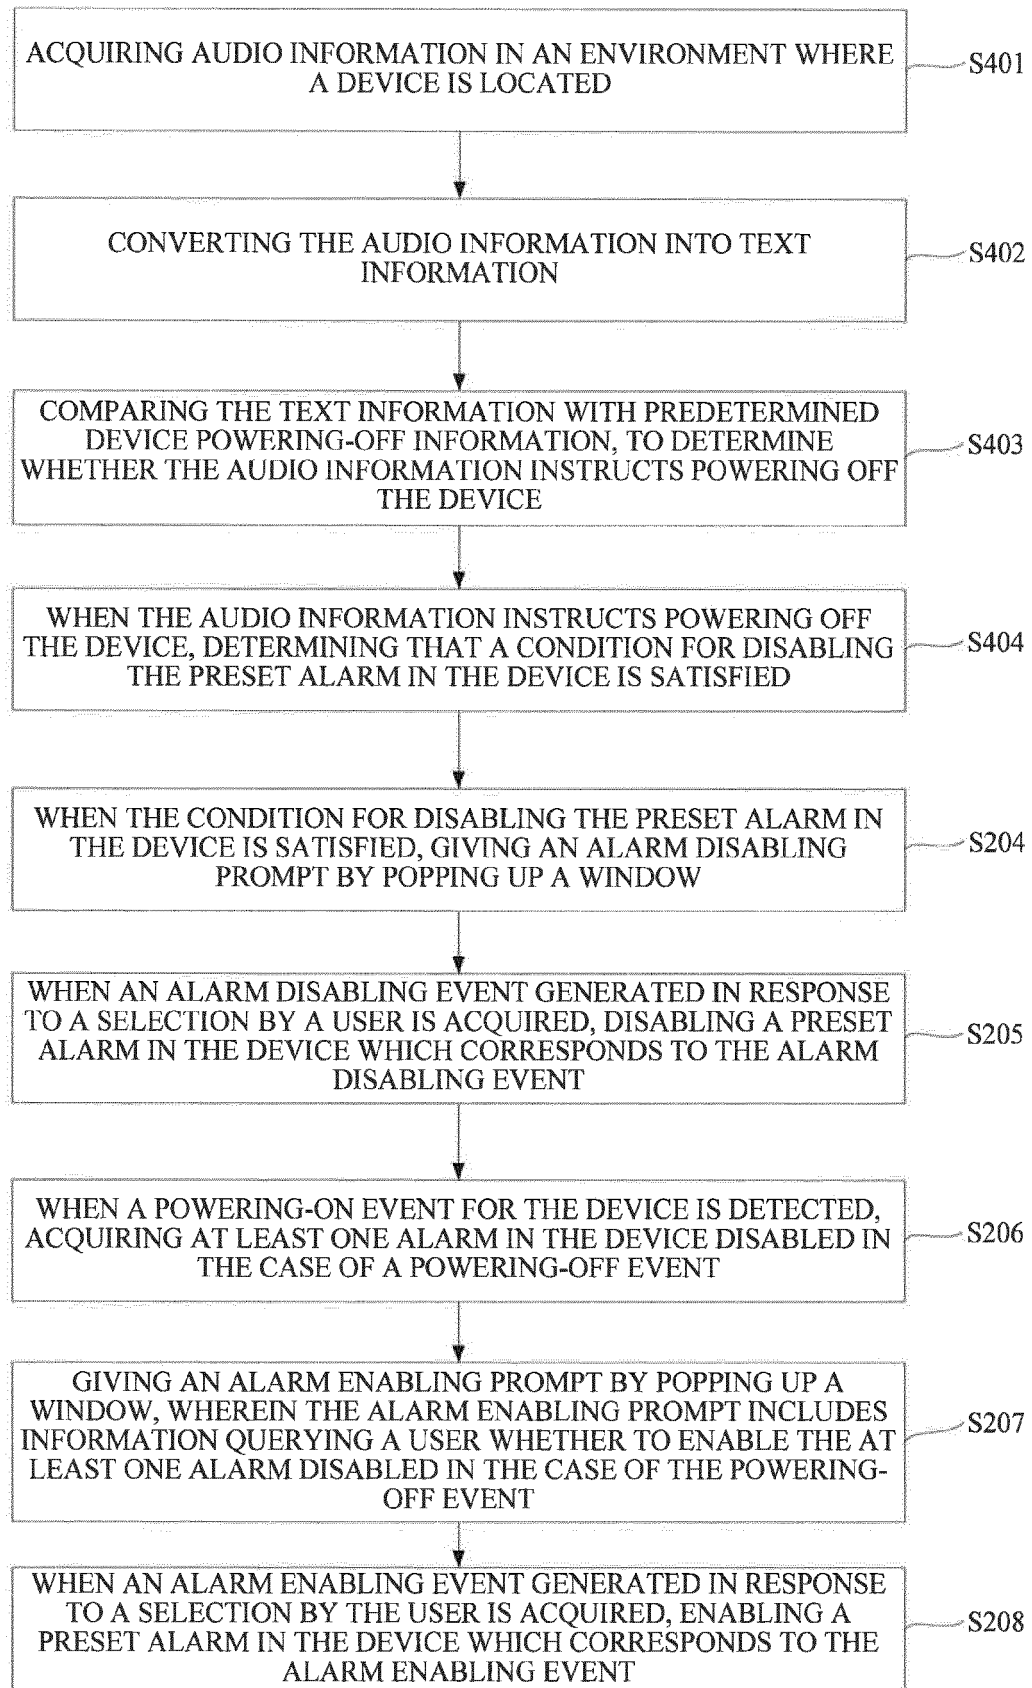 ACQUIRING AUDIO INFORMATION IN AN ENVIRONMENT WHERE
A DEVICE IS LOCATED
S401
CONVERTING THE AUDIO INFORMATION INTO TEXT
INFORMATION
S402
COMPARING THE TEXT INFORMATION WITH PREDETERMINED
DEVICE POWERING-OFF INFORMATION, TO DETERMINE
WHETHER THE AUDIO INFORMATION INSTRUCTS POWERING OFF
THE DEVICE
S403
WHEN THE AUDIO INFORMATION INSTRUCTS POWERING OFF
THE DEVICE, DETERMINING THAT A CONDITION FOR DISABLING
THE PRESET ALARM IN THE DEVICE IS SATISFIED
S404
WHEN THE CONDITION FOR DISABLING THE PRESET ALARM IN
THE DEVICE IS SATISFIED, GIVING AN ALARM DISABLING
PROMPT BY POPPING UP A WINDOW
S204
WHEN AN ALARM DISABLING EVENT GENERATED IN RESPONSE
TO A SELECTION BY A USER IS ACQUIRED, DISABLING A PRESET
ALARM IN THE DEVICE WHICH CORRESPONDS TO THE ALARM
DISABLING EVENT
S205
WHEN A POWERING-ON EVENT FOR THE DEVICE IS DETECTED,
ACQUIRING AT LEAST ONE ALARM IN THE DEVICE DISABLED IN
THE CASE OF A POWERING-OFF EVENT
S206
GIVING AN ALARM ENABLING PROMPT BY POPPING UP A
WINDOW, WHEREIN THE ALARM ENABLING PROMPT INCLUDES
INFORMATION QUERYING A USER WHETHER TO ENABLE THE AT
LEAST ONE ALARM DISABLED IN THE CASE OF THE POWERING-
OFF EVENT
S207
WHEN AN ALARM ENABLING EVENT GENERATED IN RESPONSE
TO A SELECTION BY THE USER IS ACQUIRED, ENABLING A
PRESET ALARM IN THE DEVICE WHICH CORRESPONDS TO THE
ALARM ENABLING EVENT
S208